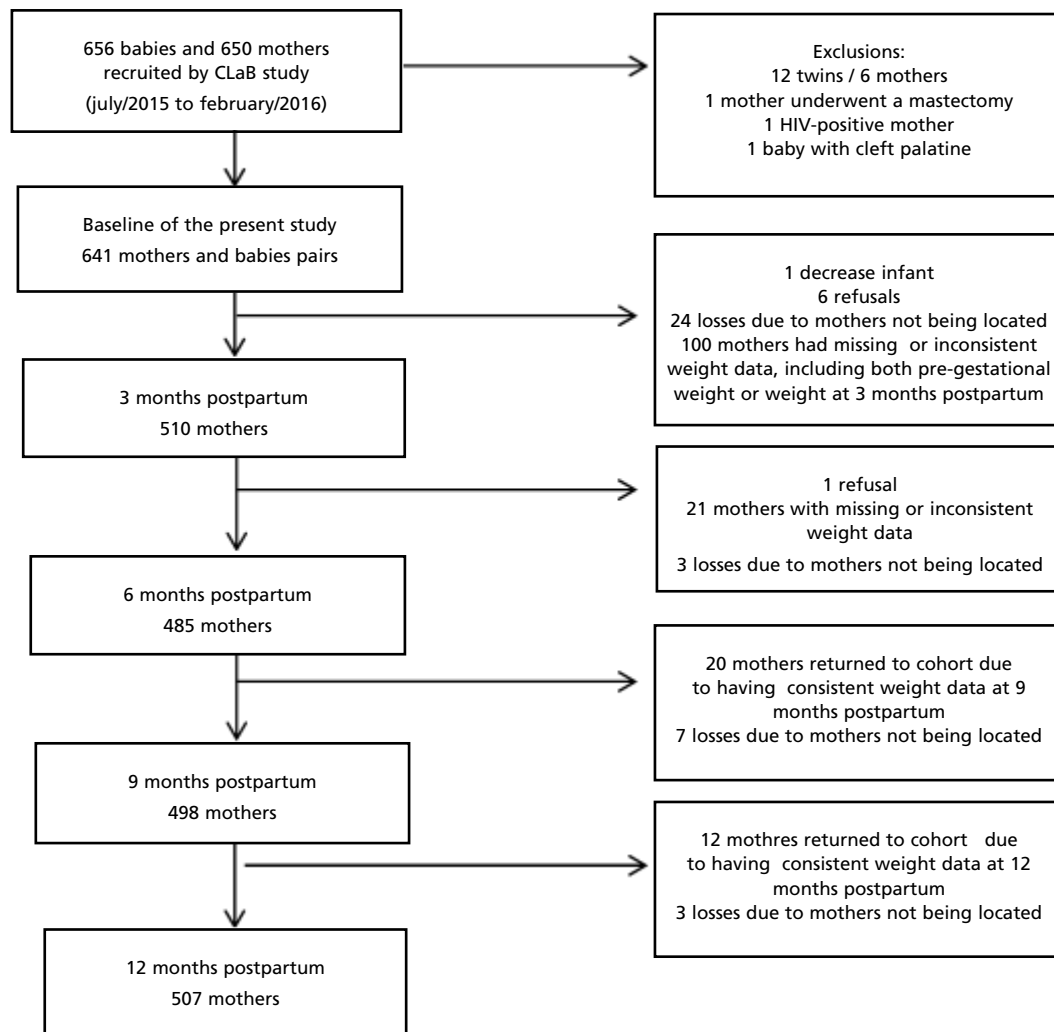 656 babies and 650 mothers
recruited by CLaB study
(july/2015 to february/2016)
Exclusions:
12 twins / 6 mothers
1 mother underwent a mastectomy
1 HIV-positive mother
1 baby with cleft palatine
Baseline of the present study
641 mothers and babies pairs
1 decrease infant
6 refusals
24 losses due to mothers not being located
100 mothers had missing or inconsistent
weight data, including both pre-gestational
weight or weight at 3 months postpartum
3 months postpartum
510 mothers
1 refusal
21 mothers with missing or inconsistent
weight data
3 losses due to mothers not being located
6 months postpartum
485 mothers
20 mothers returned to cohort due
to having consistent weight data at 9
months postpartum
7 losses due to mothers not being located
9 months postpartum
498 mothers
12 mothres returned to cohort due
to having consistent weight data at 12
months postpartum
3 losses due to mothers not being located
12 months postpartum
507 mothers